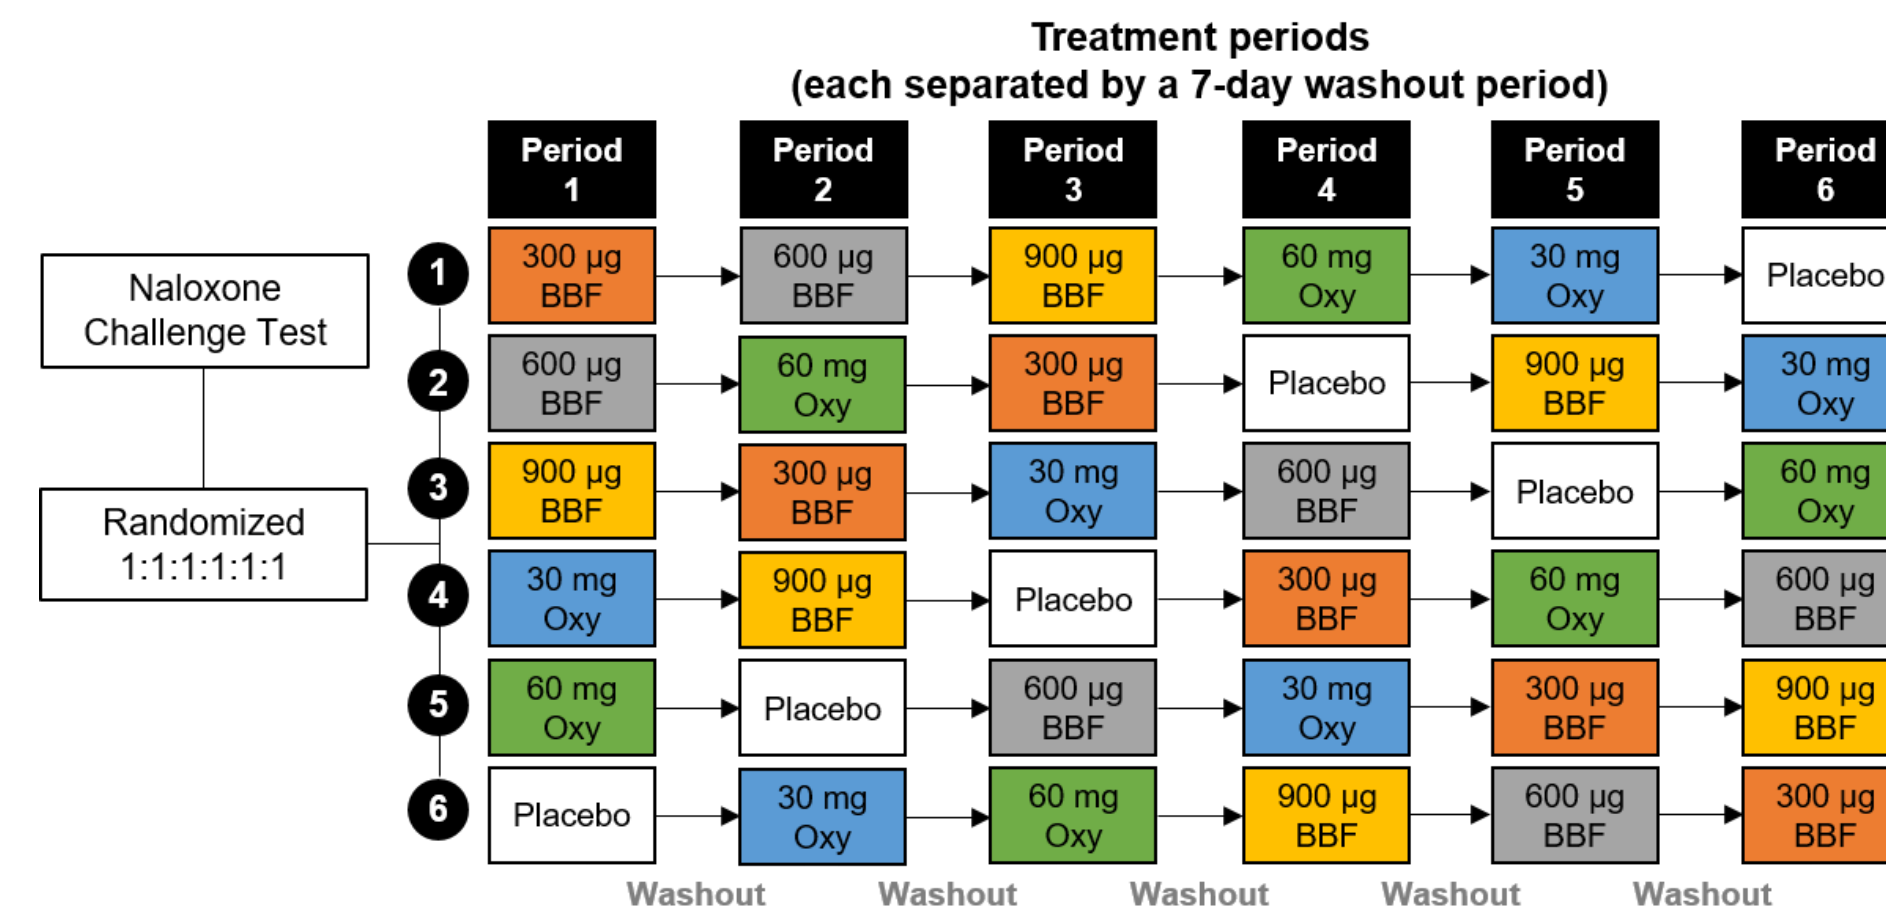 Treatment periods
(each separated by a 7-day washout period)
Period
1
Period
2
Period
3
Period
4
Period
5
Period
6
Naloxone
Challenge Test
Randomized
1:1:1:1:1:1
1
300 µg
BBF
600 µg
BBF
900 µg
BBF
60 mg
Oxy
30 mg
Oxy
Placebo
2
600 µg
BBF
60 mg
Oxy
300 µg
BBF
Placebo
900 µg
BBF
30 mg
Oxy
3
900 µg
BBF
300 µg
BBF
30 mg
Oxy
600 µg
BBF
Placebo
60 mg
Oxy
4
30 mg
Oxy
900 µg
BBF
Placebo
300 µg
BBF
60 mg
Oxy
600 µg
BBF
5
60 mg
Oxy
Placebo
600 µg
BBF
30 mg
Oxy
300 µg
BBF
900 µg
BBF
6
Placebo
30 mg
Oxy
60 mg
Oxy
900 µg
BBF
600 µg
BBF
300 µg
BBF
Washout Washout Washout Washout Washout